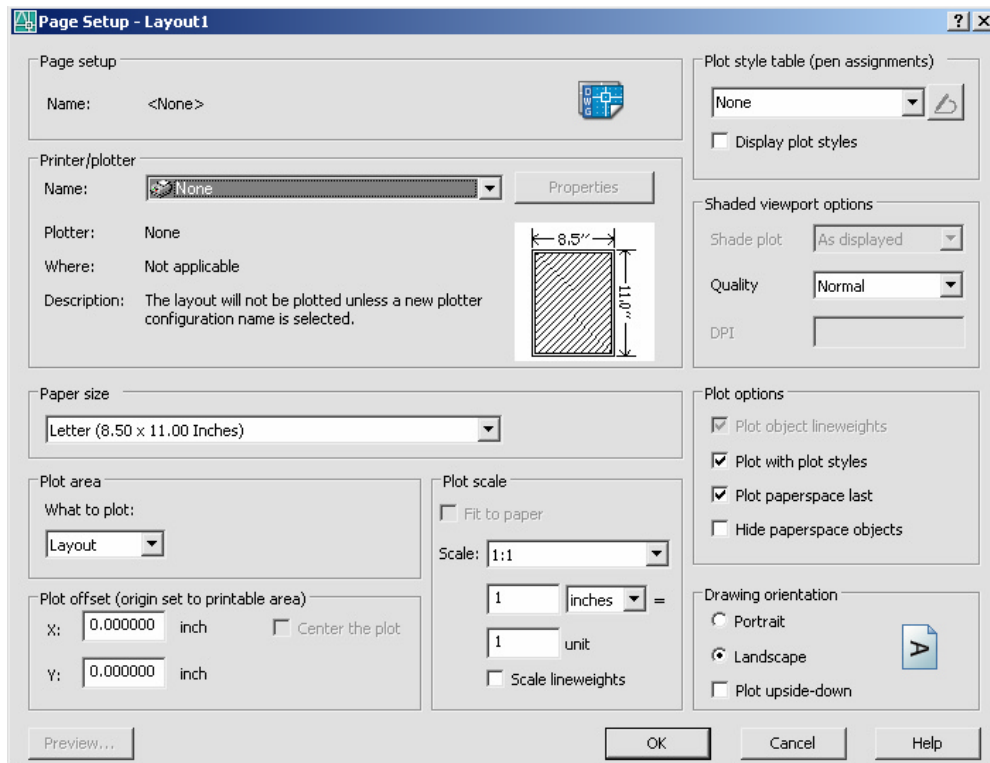 Page Setup - Layout1
Page setup
Name: <None>
DWG
Printer/plotter
Name: None Properties
Plotter: None
Where: Not applicable
Description: The layout will not be plotted unless a new plotter
configuration name is selected.
8.5"
11.0"
Paper size
Letter (8.50 x 11.00 Inches)
Plot area
What to plot:
Layout
Plot offset (origin set to printable area)
X: 0.000000 inch Center the plot
Y: 0.000000 inch
Plot scale
Fit to paper
Scale: 1:1
1 inches =
1 unit
Scale lineweights
Plot style table (pen assignments)
None
Display plot styles
Shaded viewport options
Shade plot As displayed
Quality Normal
DPI
Plot options
Plot object lineweights
Plot with plot styles
Plot paperspace last
Hide paperspace objects
Drawing orientation
Portrait
Landscape
A
Plot upside-down
Preview... OK Cancel Help